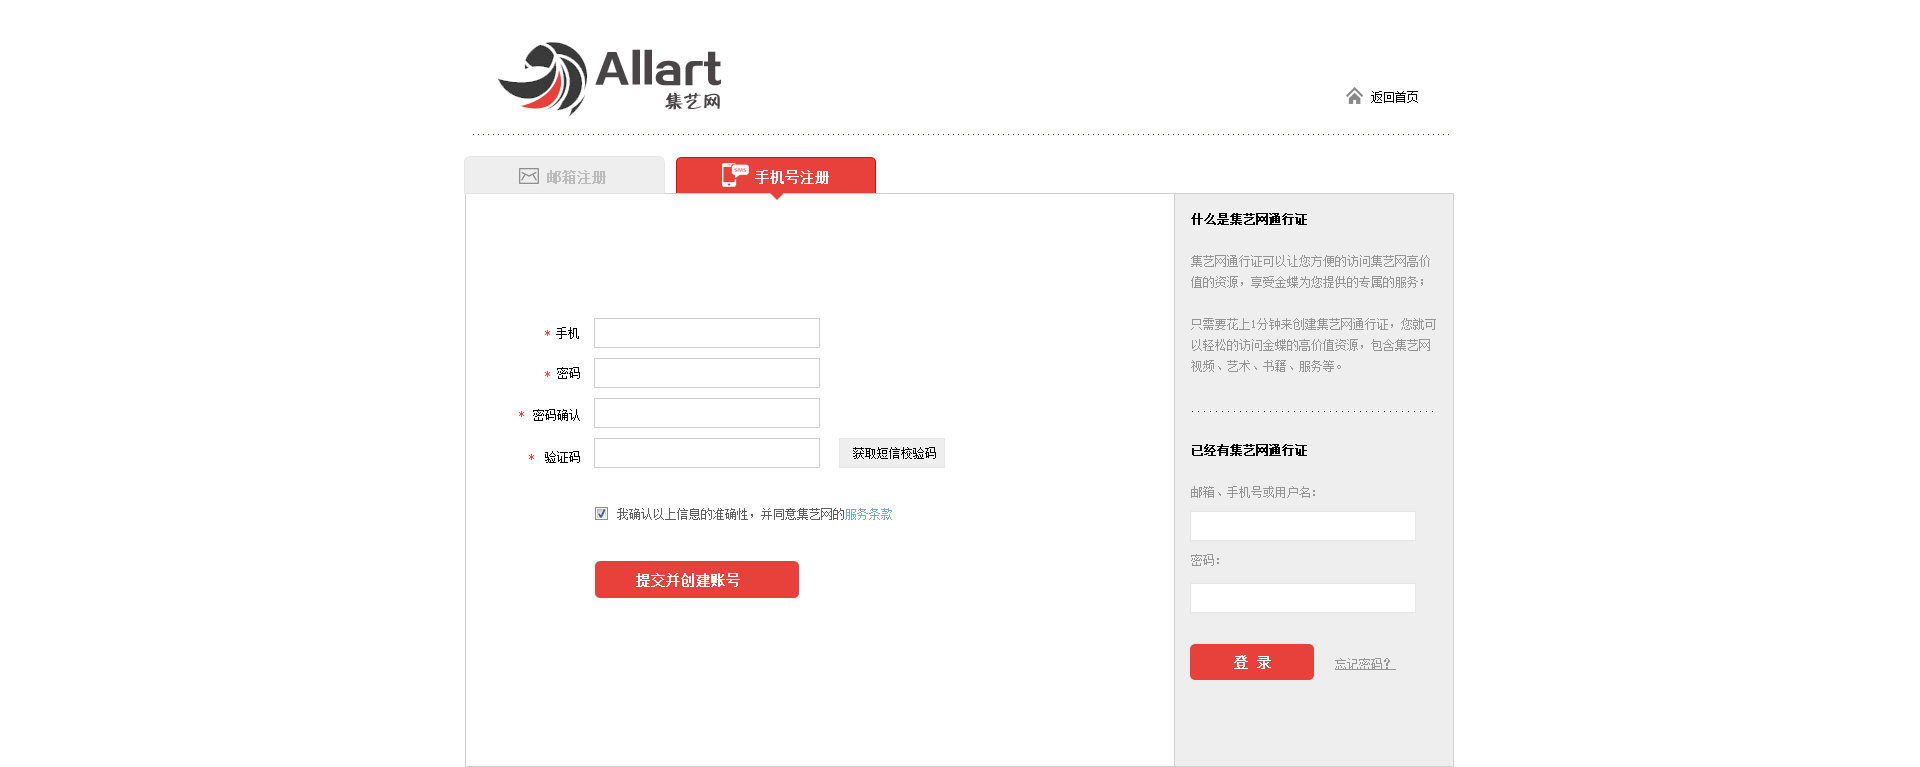 Allart
集艺网
返回首页
邮箱注册
SMS 手机号注册
* 手机
* 密码
* 密码确认
* 验证码
获取短信校验码
我确认以上信息的准确性，并同意集艺网的服务条款
提交并创建账号
什么是集艺网通行证
集艺网通行证可以让您方便的访问集艺网高价
值的资源，享受金蝶为您提供的专属的服务；
只需要花上1分钟来创建集艺网通行证，您就可
以轻松的访问金蝶的高价值资源，包含集艺网
视频、艺术、书籍、服务等。
已经有集艺网通行证
邮箱、手机号或用户名：
密码：
登 录
忘记密码？